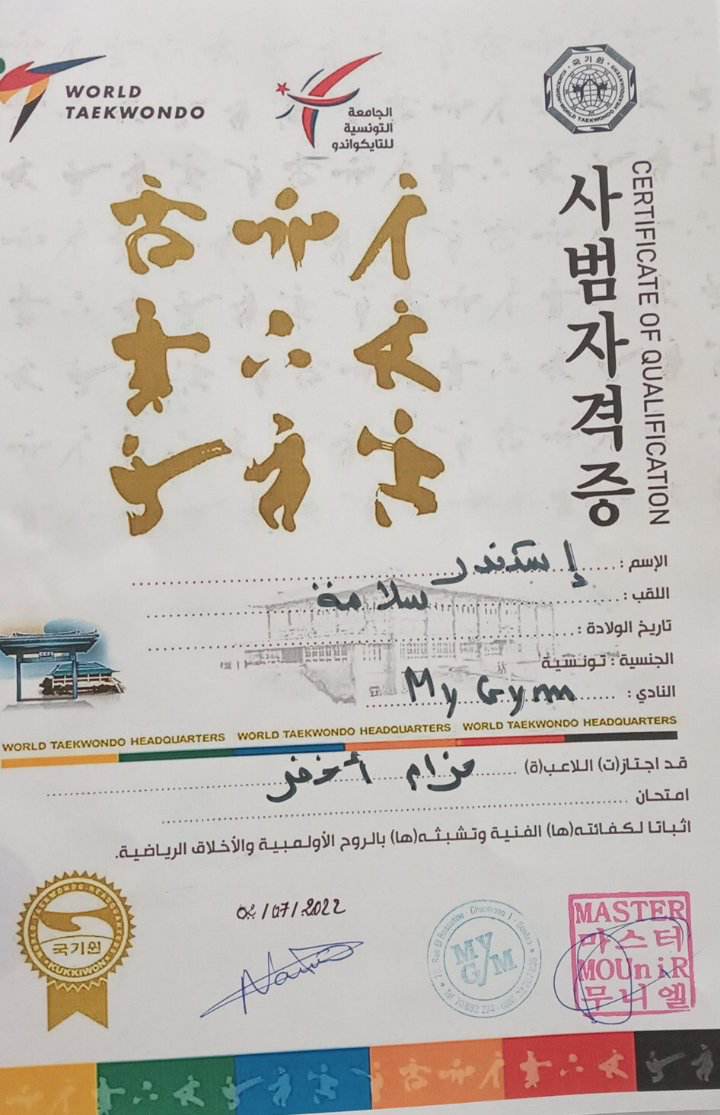 WORLD
TAEKWONDO
الجامعة
التونسية
للتايكواندو
국기원
사범자격증
CERTIFICATE OF QUALIFICATION
الإسم : إسكندر
اللقب : سلامة
تاريخ الولادة :
الجنسية : تونسية
النادي : My Gym
WORLD TAEKWONDO HEADQUARTERS WORLD TAEKWONDO HEADQUARTERS WORLD TAEKWONDO HEADQUARTERS
قد اجتاز(ت) اللاعب(ة) حزام أخضر
امتحان
اثباتا لكفائته(ها) الفنية وتشبثه(ها) بالروح الأولمبية والأخلاق الرياضية.
02/07/2022
국기원
KUKKIWON
MY
GYM
MASTER
마스터
MOUniR
무니엘